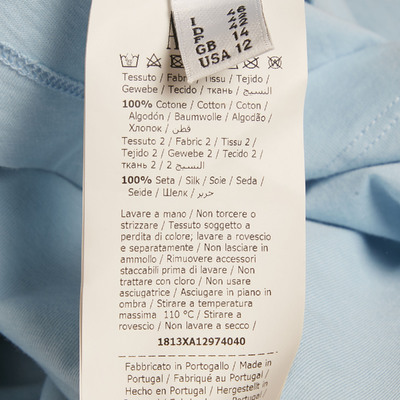 I 46
D 42
F 44
GB 14
USA 12
Tessuto / Fabric / Tissu / Tejido /
Gewebe / Tecido / ткань / النسيج
100% Cotone / Cotton / Coton /
Algodón / Baumwolle / Algodão /
Хлопок / قطن
Tessuto 2 / Fabric 2 / Tissu 2 /
Tejido 2 / Gewebe 2 / Tecido 2 /
ткань 2 / النسيج 2
100% Seta / Silk / Soie / Seda /
Seide / Шелк / حرير
Lavare a mano / Non torcere o
strizzare / Tessuto soggetto a
perdita di colore; lavare a rovescio
e separatamente / Non lasciare in
ammollo / Rimuovere accessori
staccabili prima di lavare / Non
trattare con cloro / Non usare
asciugatrice / Asciugare in piano in
ombra / Stirare a temperatura
massima 110 °C / Stirare a
rovescio / Non lavare a secco /
1813XA12974040
Fabbricato in Portogallo / Made in
Portugal / Fabriqué au Portugal /
Hecho en Portugal / Hergestellt in